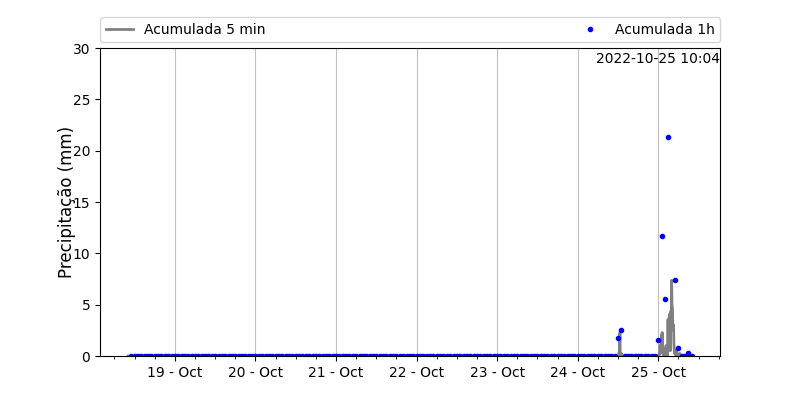 Acumulada 5 min
Acumulada 1h
2022-10-25 10:04
Precipitação (mm)
30
25
20
15
10
5
0
19 - Oct
20 - Oct
21 - Oct
22 - Oct
23 - Oct
24 - Oct
25 - Oct